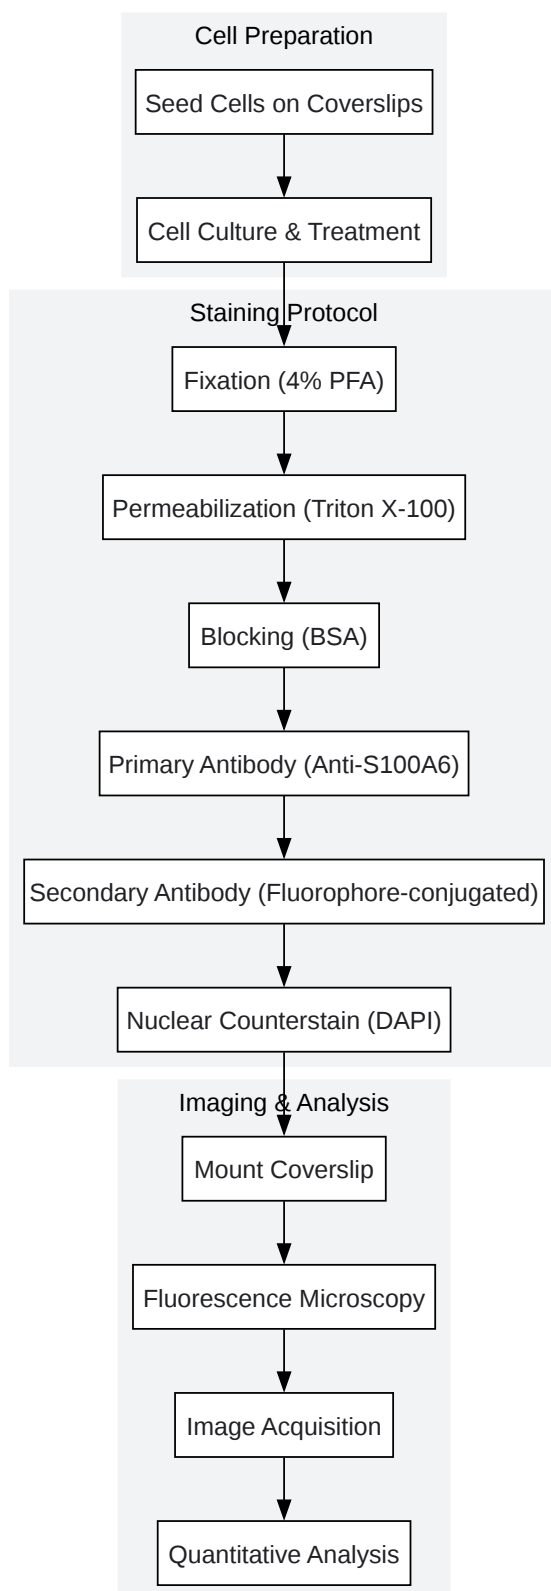 Cell Preparation
Seed Cells on Coverslips
Cell Culture & Treatment
Staining Protocol
Fixation (4% PFA)
Permeabilization (Triton X-100)
Blocking (BSA)
Primary Antibody (Anti-S100A6)
Secondary Antibody (Fluorophore-conjugated)
Nuclear Counterstain (DAPI)
Imaging & Analysis
Mount Coverslip
Fluorescence Microscopy
Image Acquisition
Quantitative Analysis